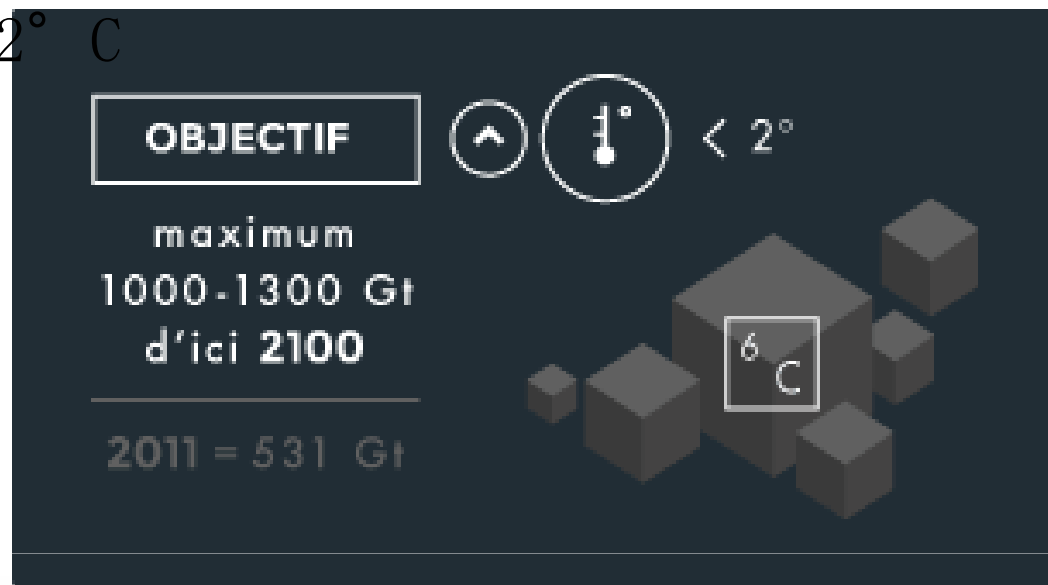 2° C
OBJECTIF
< 2°
maximum
1000-1300 Gt
d'ici 2100
2011 = 531 Gt
6
C